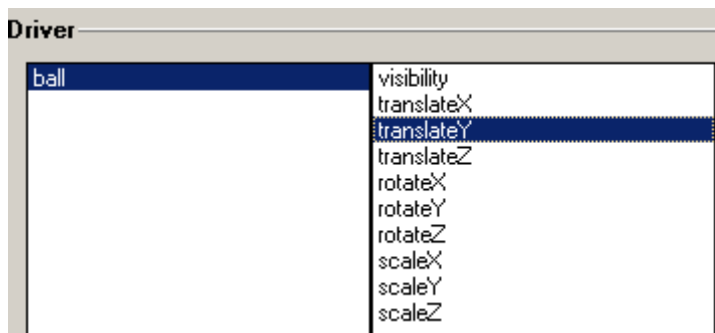 Driver
ball
visibility
translateX
translateY
translateZ
rotateX
rotateY
rotateZ
scaleX
scaleY
scaleZ